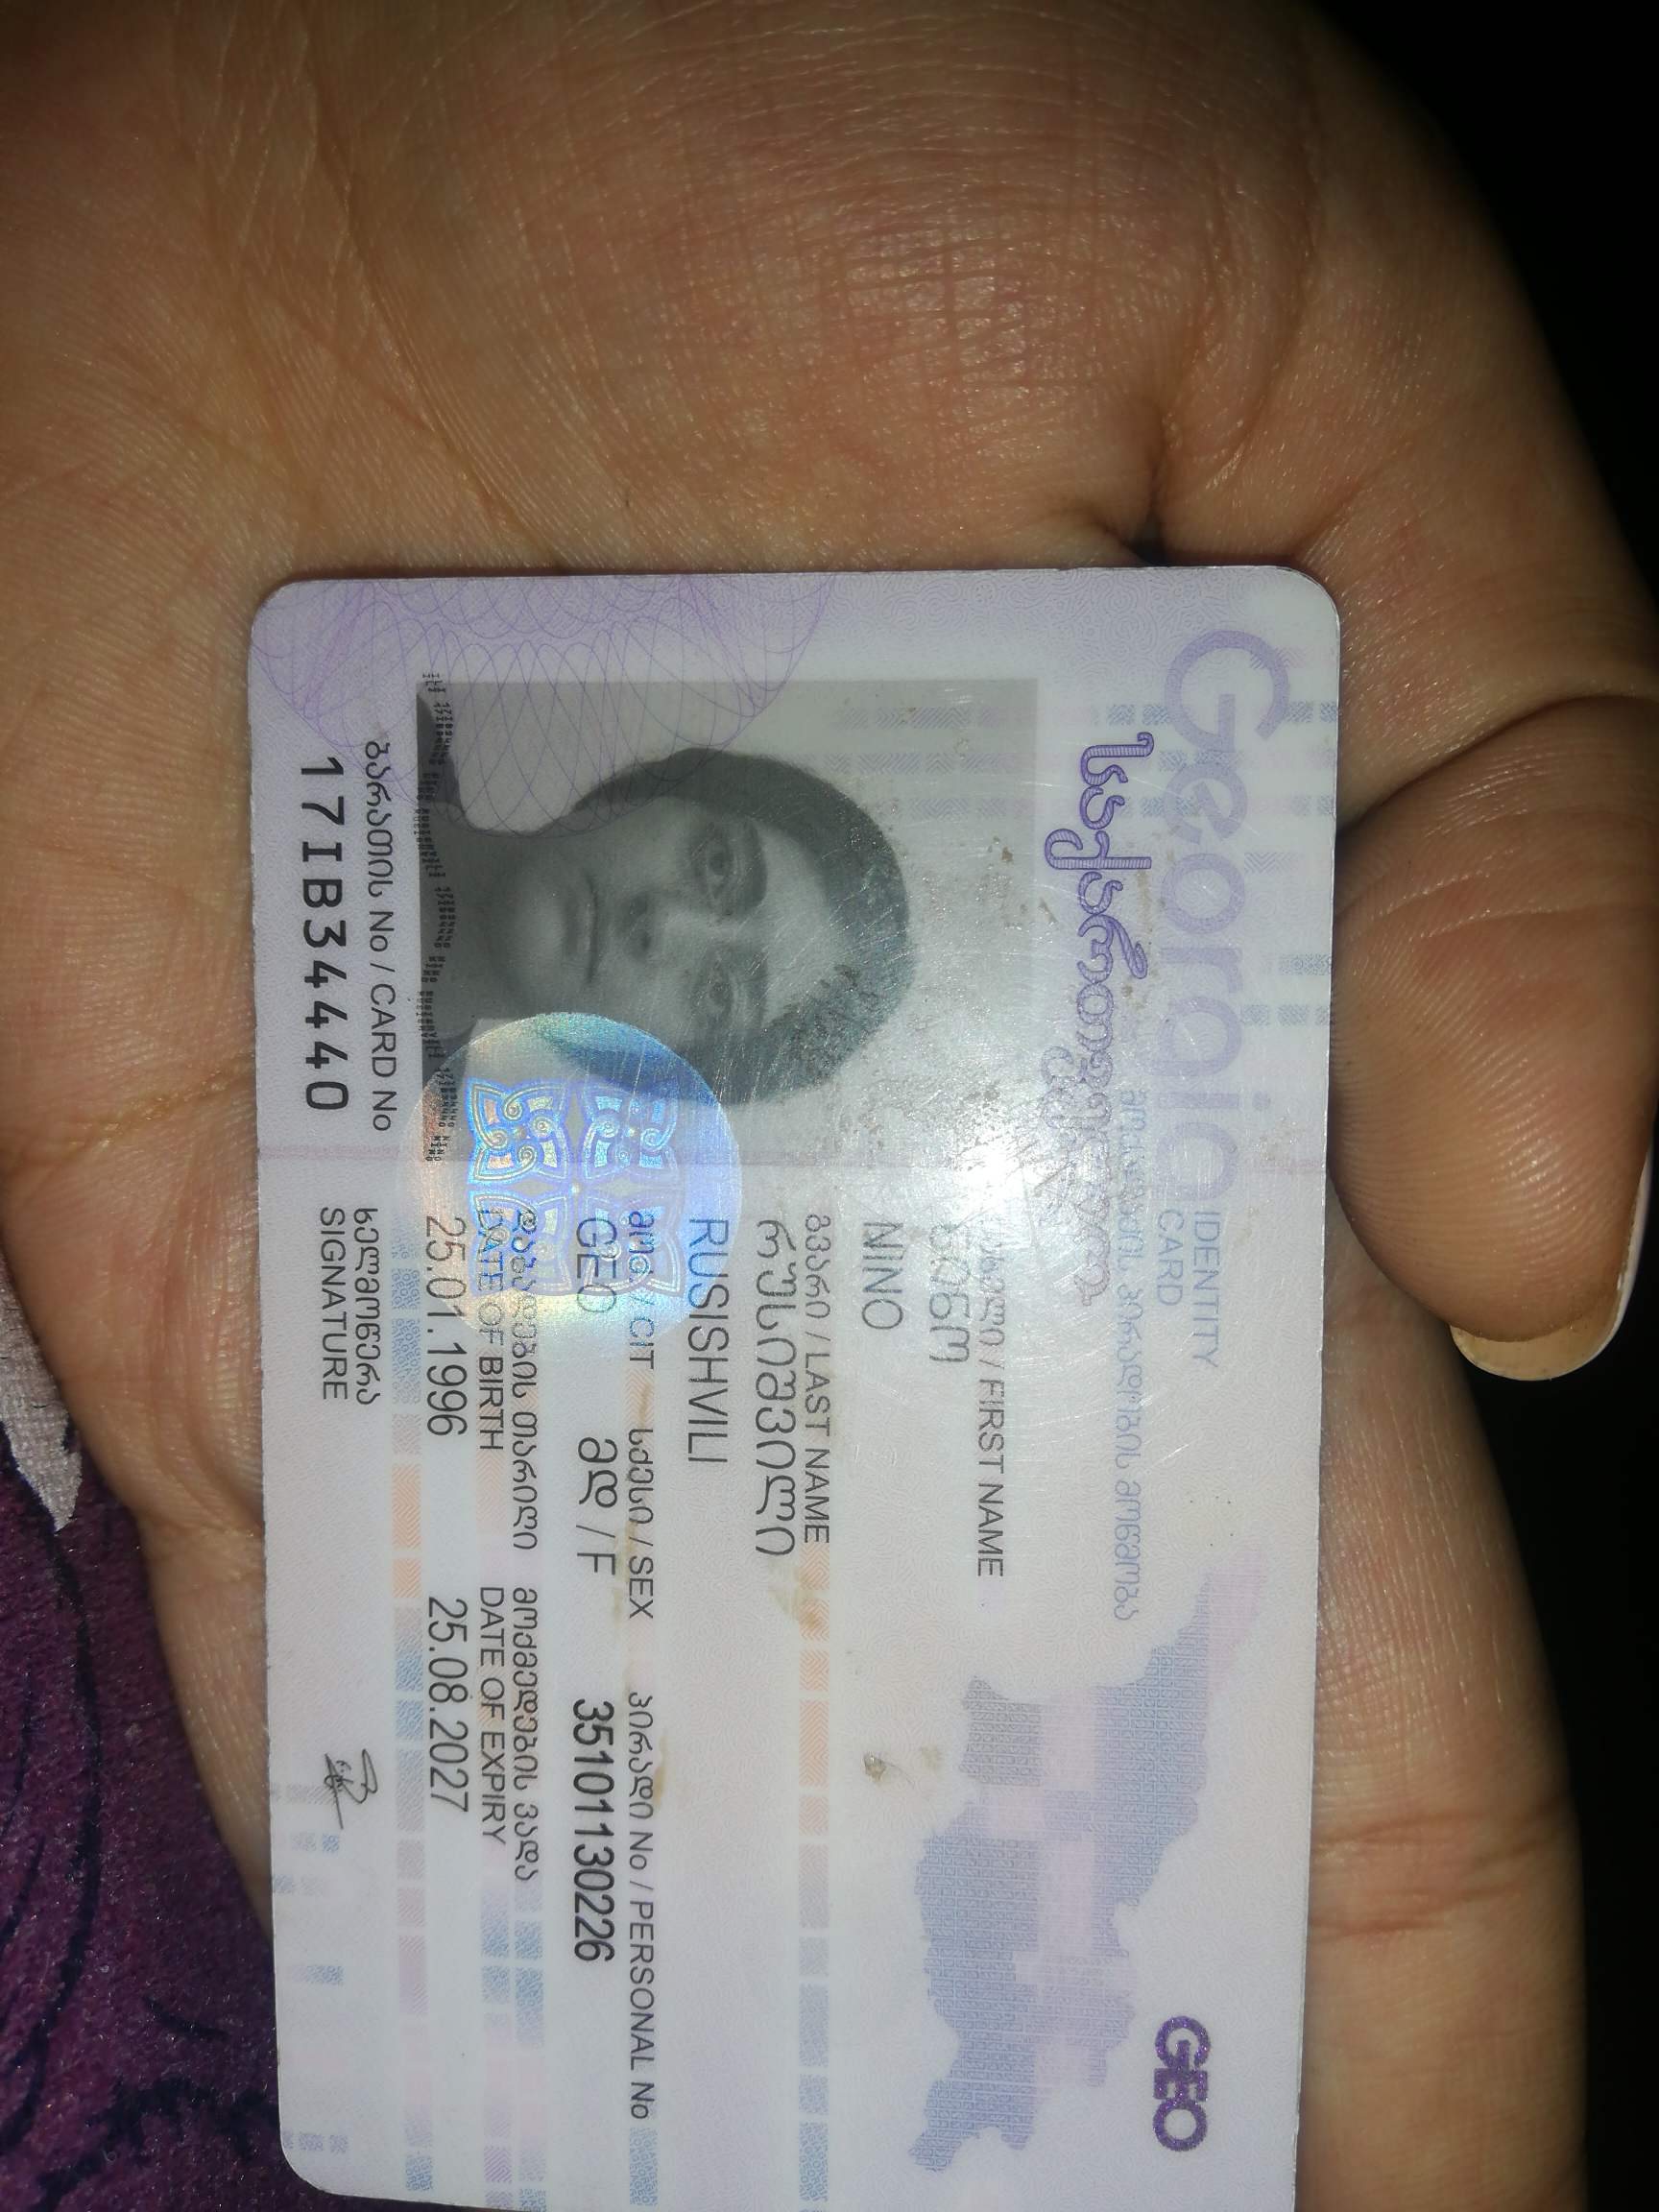 Georgia
საქართველო
IDENTITY
CARD
პირადობის მოწმობა
GEO
სახელი / FIRST NAME
ნინო
NINO
გვარი / LAST NAME
რუსიშვილი
RUSISHVILI
მოქ / CIT სქესი / SEX პირადი No / PERSONAL No
GEO მდ / F 35101130226
დაბადების თარიღი მოქმედების ვადა
DATE OF BIRTH DATE OF EXPIRY
25.01.1996 25.08.2027
ბარათის No / CARD No
17IB34440
ხელმოწერა
SIGNATURE